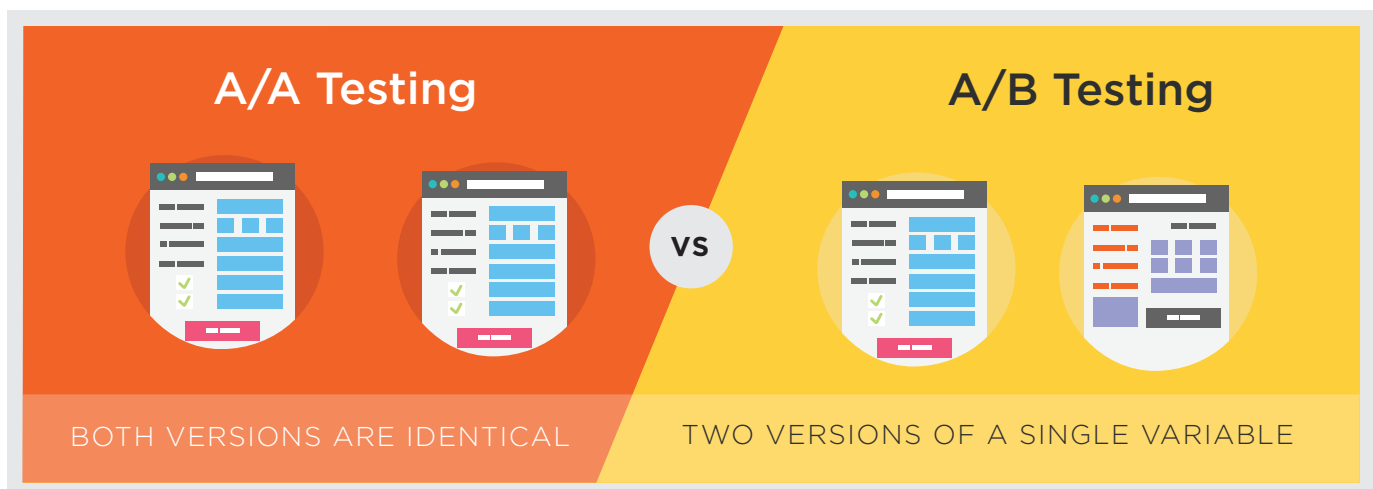 A/A Testing
A/B Testing
VS
BOTH VERSIONS ARE IDENTICAL
TWO VERSIONS OF A SINGLE VARIABLE